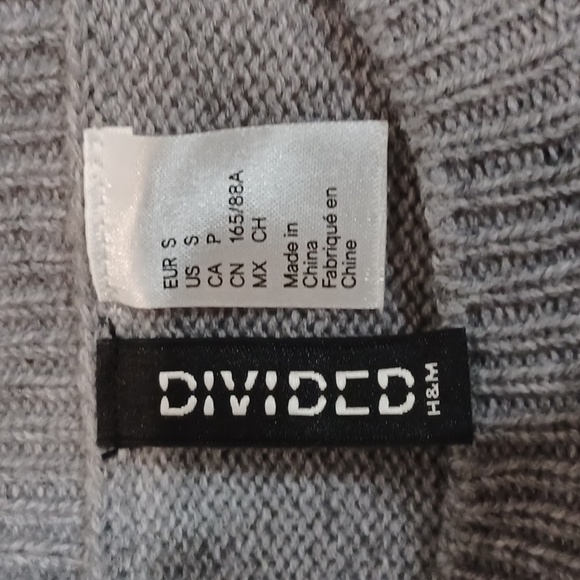 EUR S
US S
CA P
CN 165/88A
MX CH
Made in
China
Fabriqué en
Chine
DIVIDED
H&M